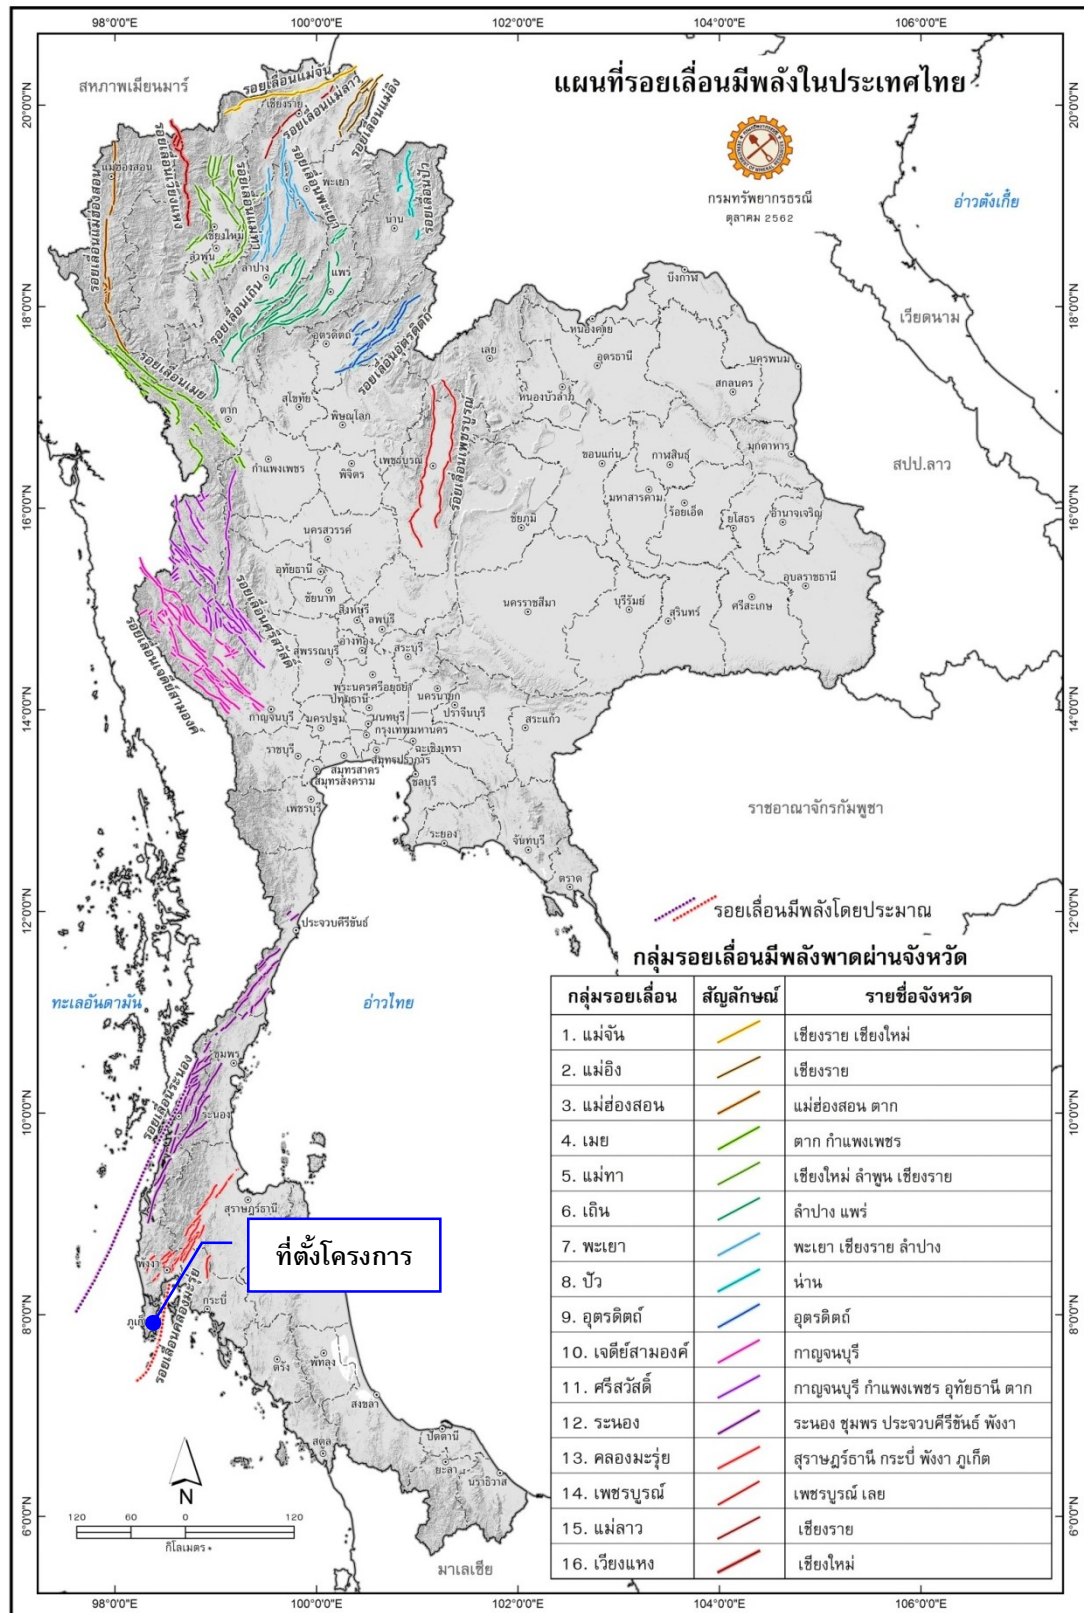 98°0'0"E 100°0'0"E 102°0'0"E 104°0'0"E 106°0'0"E
แผนที่รอยเลื่อนมีพลังในประเทศไทย
กรมทรัพยากรธรณี
ตุลาคม 2562
สหภาพเมียนมาร์
อ่าวตังเกี๋ย
เวียดนาม
สปป.ลาว
ราชอาณาจักรกัมพูชา
ทะเลอันดามัน
อ่าวไทย
มาเลเซีย
20°0'0"N
18°0'0"N
16°0'0"N
14°0'0"N
12°0'0"N
10°0'0"N
8°0'0"N
6°0'0"N
20°0'0"N
18°0'0"N
16°0'0"N
14°0'0"N
12°0'0"N
10°0'0"N
8°0'0"N
6°0'0"N
รอยเลื่อนแม่จัน
รอยเลื่อนแม่ลาว
รอยเลื่อนแม่อิง
รอยเลื่อนเวียงแหง
รอยเลื่อนแม่ฮ่องสอน
รอยเลื่อนแม่ทา
รอยเลื่อนพะเยา
รอยเลื่อนปัว
รอยเลื่อนเถิน
รอยเลื่อนอุตรดิตถ์
รอยเลื่อนเมย
รอยเลื่อนเพชรบูรณ์
รอยเลื่อนศรีสวัสดิ์
รอยเลื่อนเจดีย์สามองค์
รอยเลื่อนระนอง
รอยเลื่อนคลองมะรุ่ย
เชียงราย
แม่ฮ่องสอน
พะเยา
น่าน
เชียงใหม่
ลำพูน
ลำปาง
แพร่
อุตรดิตถ์
บึงกาฬ
หนองคาย
เลย
อุดรธานี
นครพนม
สกลนคร
หนองบัวลำภู
สุโขทัย
ตาก
พิษณุโลก
มุกดาหาร
กำแพงเพชร
พิจิตร
เพชรบูรณ์
ขอนแก่น
กาฬสินธุ์
มหาสารคาม
ร้อยเอ็ด
ยโสธร
อำนาจเจริญ
นครสวรรค์
ชัยภูมิ
อุทัยธานี
ชัยนาท
อุบลราชธานี
สิงห์บุรี
ลพบุรี
นครราชสีมา
บุรีรัมย์
สุรินทร์
ศรีสะเกษ
สุพรรณบุรี
อ่างทอง
สระบุรี
พระนครศรีอยุธยา
นครนายก
ปทุมธานี
ปราจีนบุรี
กาญจนบุรี
นครปฐม
นนทบุรี
สระแก้ว
กรุงเทพมหานคร
ราชบุรี
ฉะเชิงเทรา
สมุทรปราการ
สมุทรสาคร
สมุทรสงคราม
ชลบุรี
เพชรบุรี
ระยอง
จันทบุรี
ตราด
ประจวบคีรีขันธ์
ชุมพร
ระนอง
สุราษฎร์ธานี
พังงา
กระบี่
ที่ตั้งโครงการ
ตรัง
พัทลุง
สงขลา
สตูล
ปัตตานี
ยะลา
นราธิวาส
รอยเลื่อนมีพลังโดยประมาณ
กลุ่มรอยเลื่อนมีพลังพาดผ่านจังหวัด
กลุ่มรอยเลื่อน สัญลักษณ์ รายชื่อจังหวัด
1. แม่จัน เชียงราย เชียงใหม่
2. แม่อิง เชียงราย
3. แม่ฮ่องสอน แม่ฮ่องสอน ตาก
4. เมย ตาก กำแพงเพชร
5. แม่ทา เชียงใหม่ ลำพูน เชียงราย
6. เถิน ลำปาง แพร่
7. พะเยา พะเยา เชียงราย ลำปาง
8. ปัว น่าน
9. อุตรดิตถ์ อุตรดิตถ์
10. เจดีย์สามองค์ กาญจนบุรี
11. ศรีสวัสดิ์ กาญจนบุรี กำแพงเพชร อุทัยธานี ตาก
12. ระนอง ระนอง ชุมพร ประจวบคีรีขันธ์ พังงา
13. คลองมะรุ่ย สุราษฎร์ธานี กระบี่ พังงา ภูเก็ต
14. เพชรบูรณ์ เพชรบูรณ์ เลย
15. แม่ลาว เชียงราย
16. เวียงแหง เชียงใหม่
N
120 60 0 120
กิโลเมตร
98°0'0"E 100°0'0"E 102°0'0"E 104°0'0"E 106°0'0"E